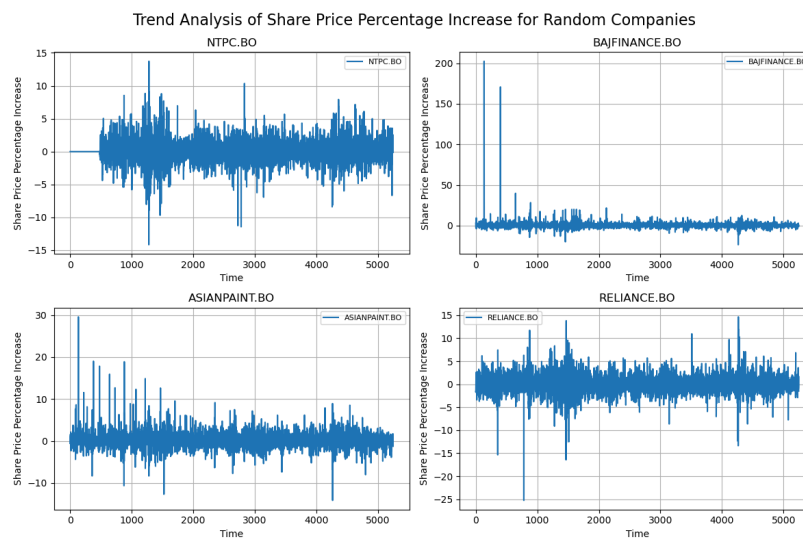 Trend Analysis of Share Price Percentage Increase for Random Companies
NTPC.BO
NTPC.BO
Share Price Percentage Increase
15
10
5
0
−5
−10
−15
0 1000 2000 3000 4000 5000
Time
BAJFINANCE.BO
BAJFINANCE.BO
Share Price Percentage Increase
200
150
100
50
0
0 1000 2000 3000 4000 5000
Time
ASIANPAINT.BO
ASIANPAINT.BO
Share Price Percentage Increase
30
20
10
0
−10
0 1000 2000 3000 4000 5000
Time
RELIANCE.BO
RELIANCE.BO
Share Price Percentage Increase
15
10
5
0
−5
−10
−15
−20
−25
0 1000 2000 3000 4000 5000
Time